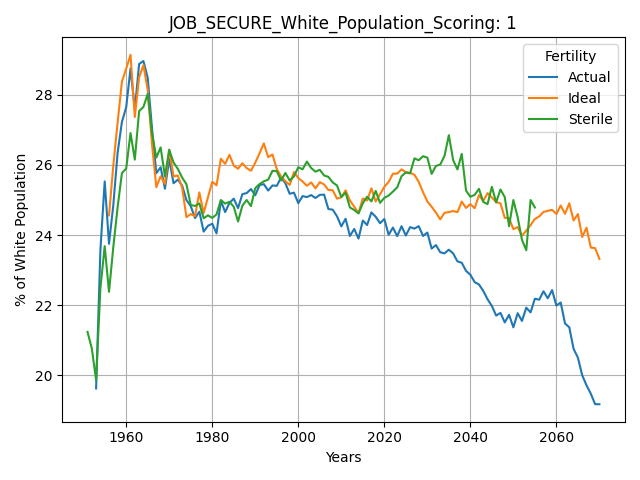 JOB_SECURE_White_Population_Scoring: 1
Fertility
Actual
Ideal
Sterile
% of White Population
28
26
24
22
20
1960 1980 2000 2020 2040 2060
Years